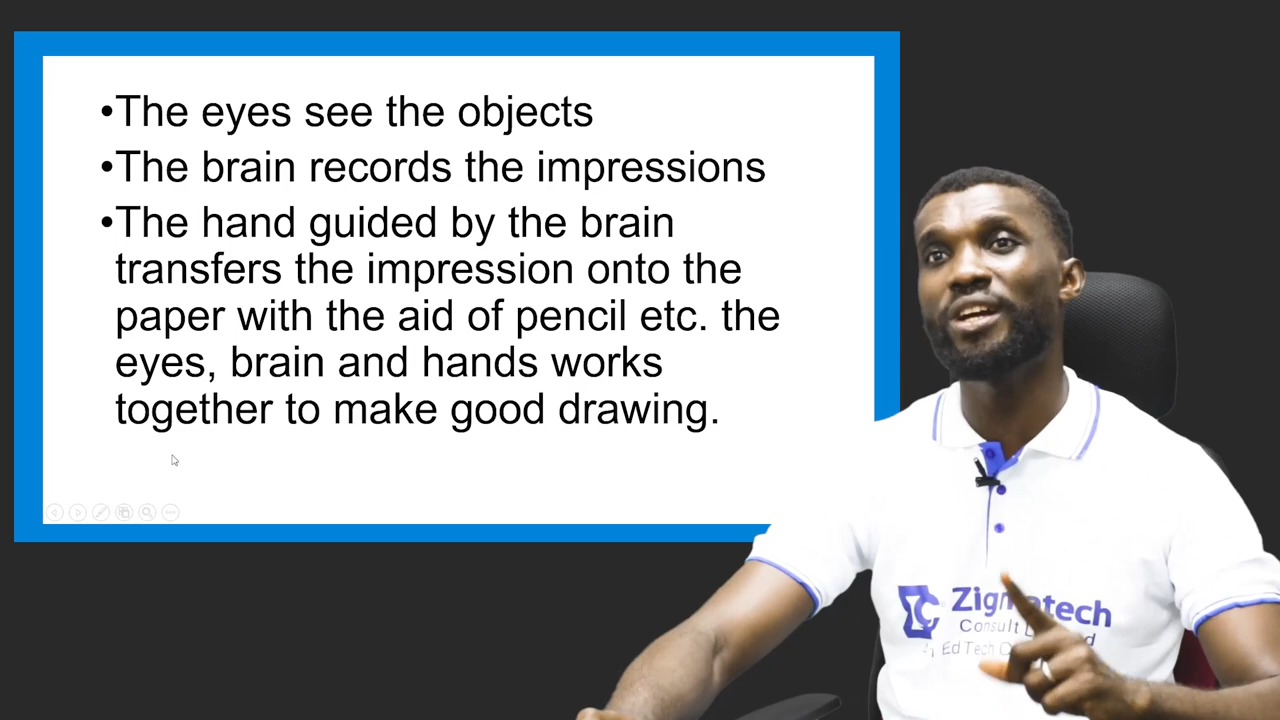 •The eyes see the objects
•The brain records the impressions
•The hand guided by the brain
transfers the impression onto the
paper with the aid of pencil etc. the
eyes, brain and hands works
together to make good drawing.
Consult
EdTech